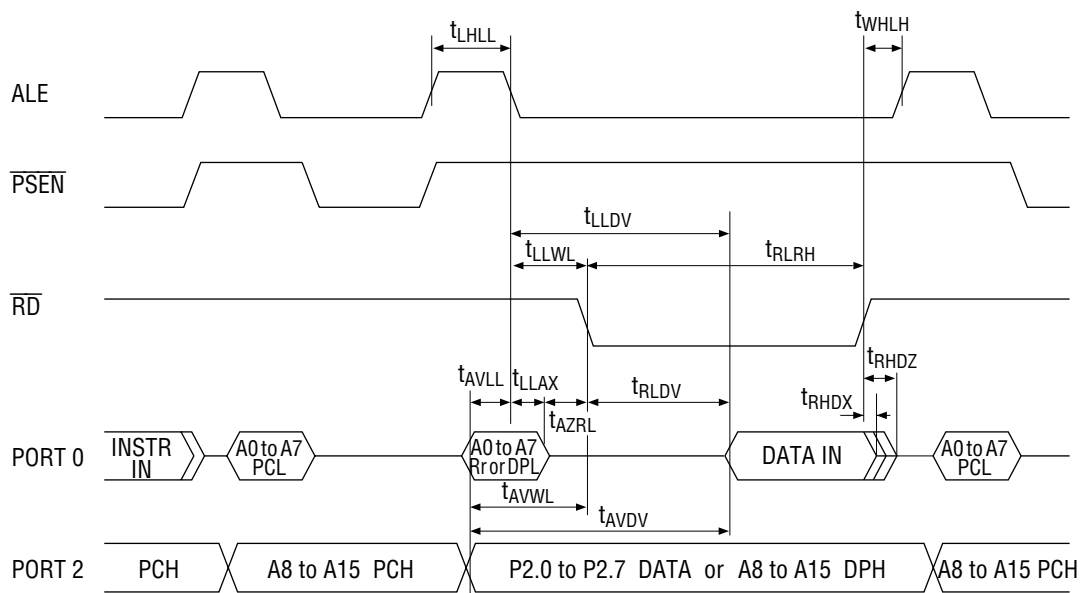 tLHLL
tWHLH
ALE
PSEN
tLLDV
tLLWL
tRLRH
RD
tRHDZ
tAVLL
tLLAX
tRLDV
tRHDX
tAZRL
PORT 0
INSTR
IN
A0 to A7
PCL
A0 to A7
Rr or DPL
DATA IN
A0 to A7
PCL
tAVWL
tAVDV
PORT 2
PCH
A8 to A15 PCH
P2.0 to P2.7 DATA or A8 to A15 DPH
A8 to A15 PCH